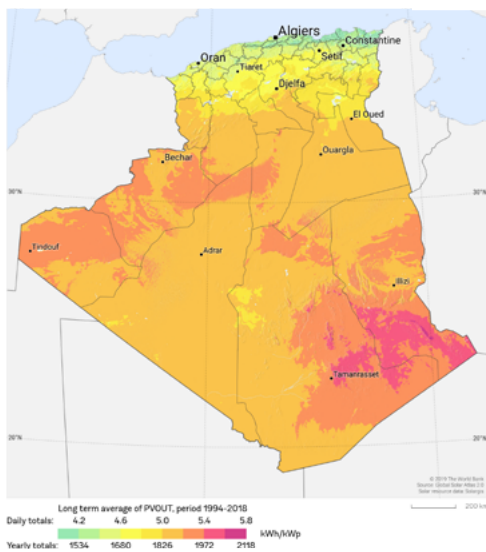 Algiers
Constantine
Oran
Setif
Tiaret
Djelfa
El Oued
Ouargla
Bechar
30°N
30°N
Tindouf
Adrar
Illizi
Tamanrasset
20°N
20°N
© 2019 The World Bank
Source: Global Solar Atlas 2.0
Solar resource data: Solargis
200 km
Long term average of PVOUT, period 1994-2018
Daily totals: 4.2 4.6 5.0 5.4 5.8
kWh/kWp
Yearly totals: 1534 1680 1826 1972 2118